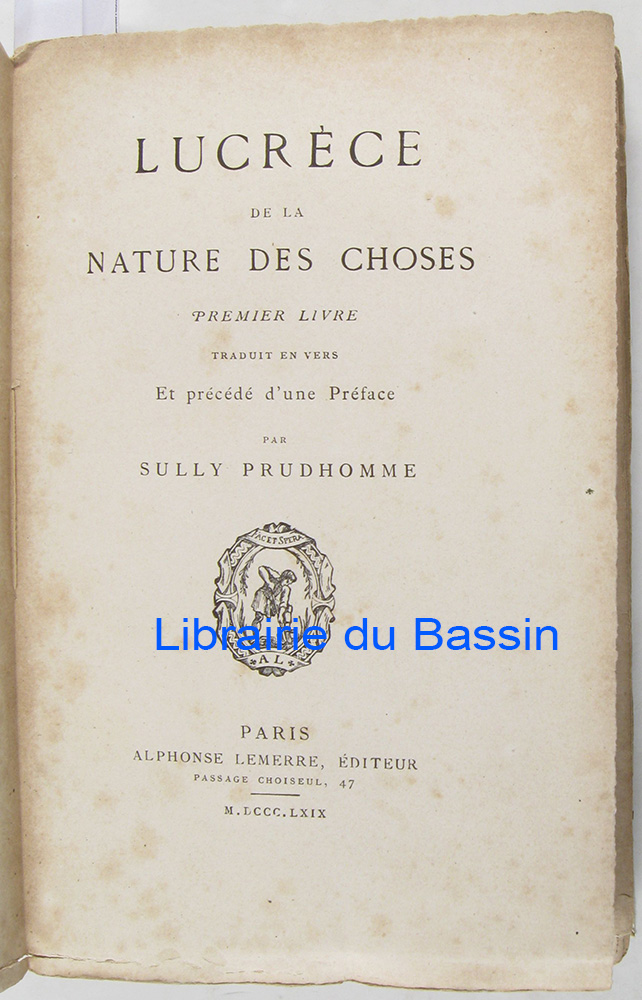 LUCRÈCE
DE LA
NATURE DES CHOSES
PREMIER LIVRE
TRADUIT EN VERS
Et précédé d'une Préface
PAR
SULLY PRUDHOMME
FAC ET SPERA
Librairie du Bassin
AL
PARIS
ALPHONSE LEMERRE, ÉDITEUR
PASSAGE CHOISEUL, 47
M.DCCC.LXIX